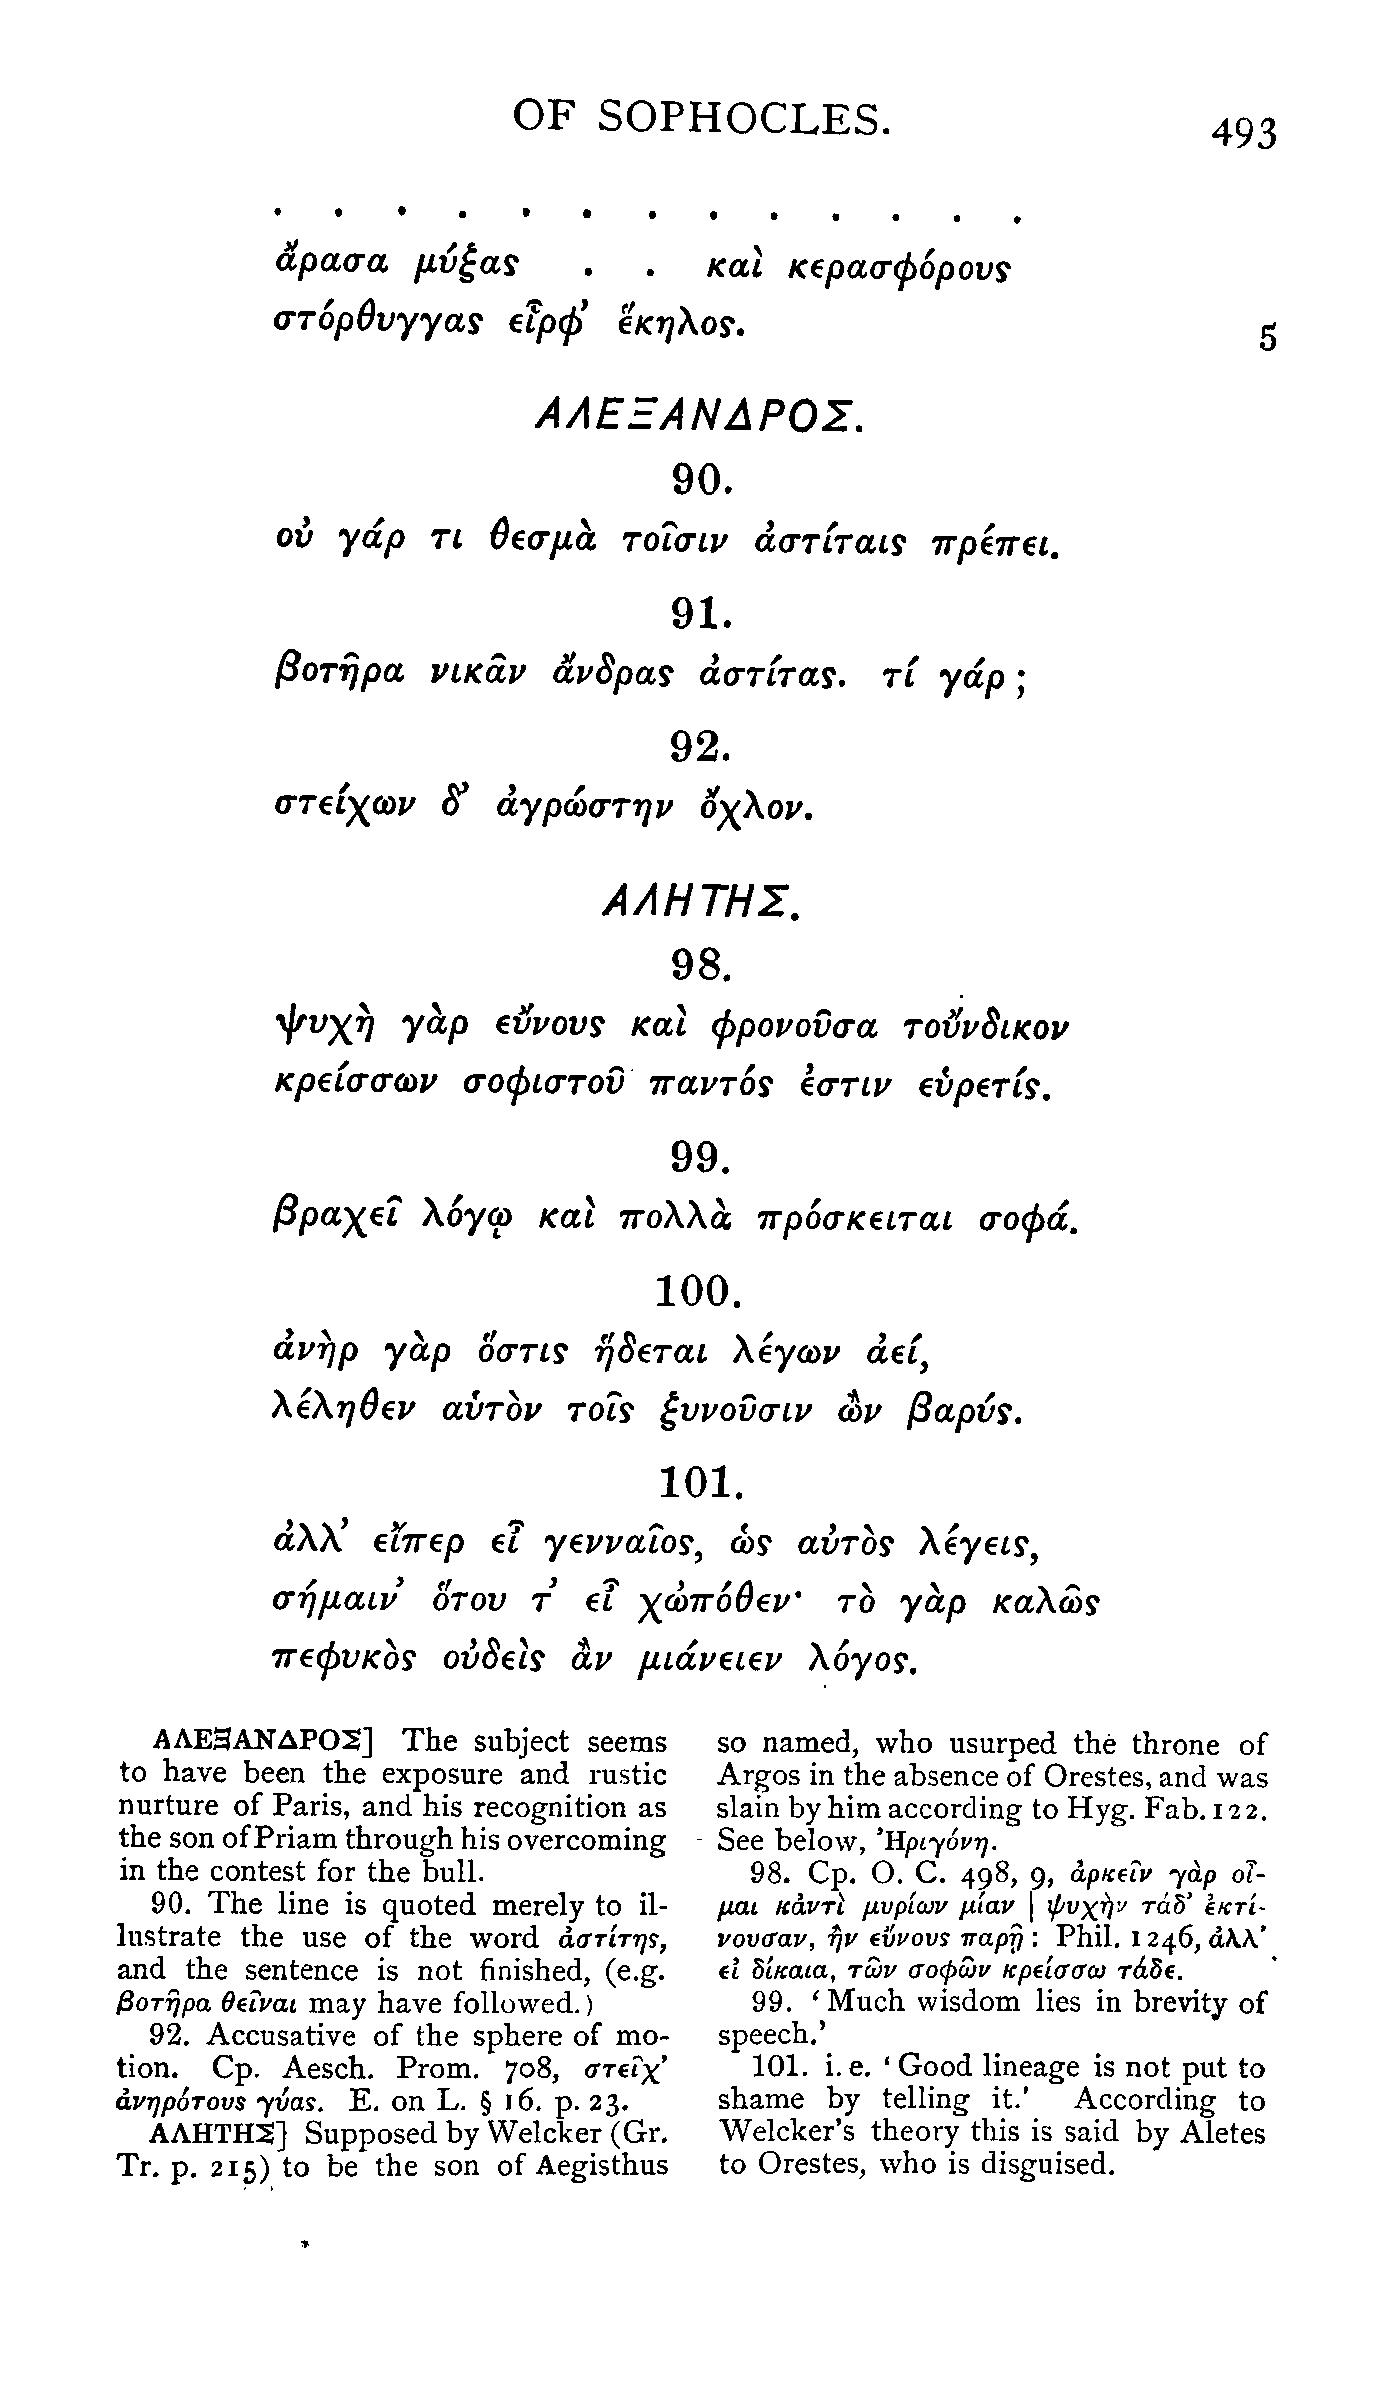 OF SOPHOCLES.
493
. . . . . . . . . . . . .
ἄρασα μύξας . . καὶ κερασφόρους
στόρθυγγας εἷρφ’ ἕκηλος.
5
ΑΛΕΞΑΝΔΡΟΣ.
90.
οὐ γάρ τι θεσμὰ τοῖσιν ἀστίταις πρέπει.
91.
βοτῆρα νικᾶν ἄνδρας ἀστίτας. τί γάρ ;
92.
στείχων δ’ ἀγρώστην ὄχλον.
ΑΛΗΤΗΣ.
98.
ψυχὴ γὰρ εὔνους καὶ φρονοῦσα τοὔνδικον
κρείσσων σοφιστοῦ παντός ἐστιν εὑρετίς.
99.
βραχεῖ λόγῳ καὶ πολλὰ πρόσκειται σοφά.
100.
ἀνὴρ γὰρ ὅστις ἥδεται λέγων ἀεί,
λέληθεν αὑτὸν τοῖς ξυνοῦσιν ὢν βαρύς.
101.
ἀλλ’ εἴπερ εἶ γενναῖος, ὡς αὐτὸς λέγεις,
σήμαιν’ ὅτου τ’ εἶ χὠπόθεν· τὸ γὰρ καλῶς
πεφυκὸς οὐδεὶς ἂν μιάνειεν λόγος.
ΑΛΕΞΑΝΔΡΟΣ] The subject seems
to have been the exposure and rustic
nurture of Paris, and his recognition as
the son of Priam through his overcoming
in the contest for the bull.
90. The line is quoted merely to il-
lustrate the use of the word ἀστίτης,
and the sentence is not finished, (e.g.
βοτῆρα θεῖναι may have followed.)
92. Accusative of the sphere of mo-
tion. Cp. Aesch. Prom. 708, στεῖχ’
ἀνηρότους γύας. E. on L. § 16. p. 23.
ΑΛΗΤΗΣ] Supposed by Welcker (Gr.
Tr. p. 215) to be the son of Aegisthus
so named, who usurped the throne of
Argos in the absence of Orestes, and was
slain by him according to Hyg. Fab. 122.
See below, Ἠριγόνη.
98. Cp. O. C. 498, 9, ἀρκεῖν γὰρ οἶ-
μαι κἀντὶ μυρίων μίαν | ψυχὴν τάδ’ ἐκτί-
νουσαν, ἢν εὔνους παρῇ : Phil. 1246, ἀλλ’
εἰ δίκαια, τῶν σοφῶν κρείσσω τάδε.
99. ‘Much wisdom lies in brevity of
speech.’
101. i. e. ‘Good lineage is not put to
shame by telling it.’ According to
Welcker’s theory this is said by Aletes
to Orestes, who is disguised.